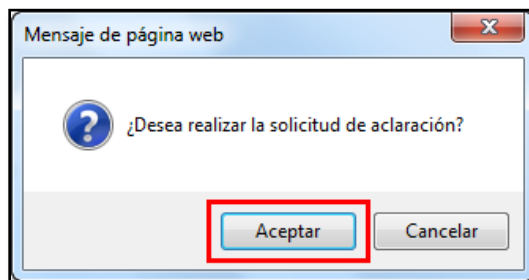 Mensaje de página web
¿Desea realizar la solicitud de aclaración?
Aceptar
Cancelar